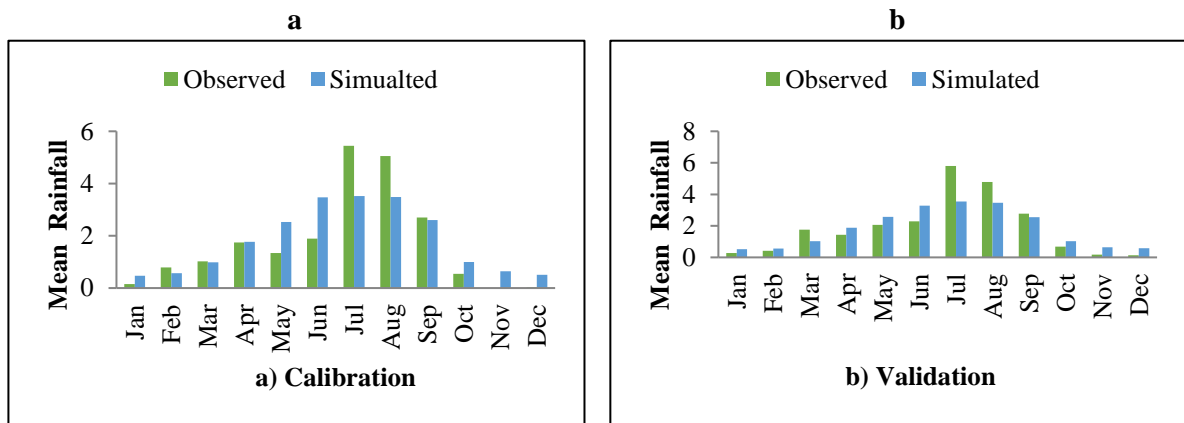 a
Observed Simualted
Mean Rainfall
6
4
2
0
Jan Feb Mar Apr May Jun Jul Aug Sep Oct Nov Dec
a) Calibration
b
Observed Simulated
Mean Rainfall
8
6
4
2
0
Jan Feb Mar Apr May Jun Jul Aug Sep Oct Nov Dec
b) Validation